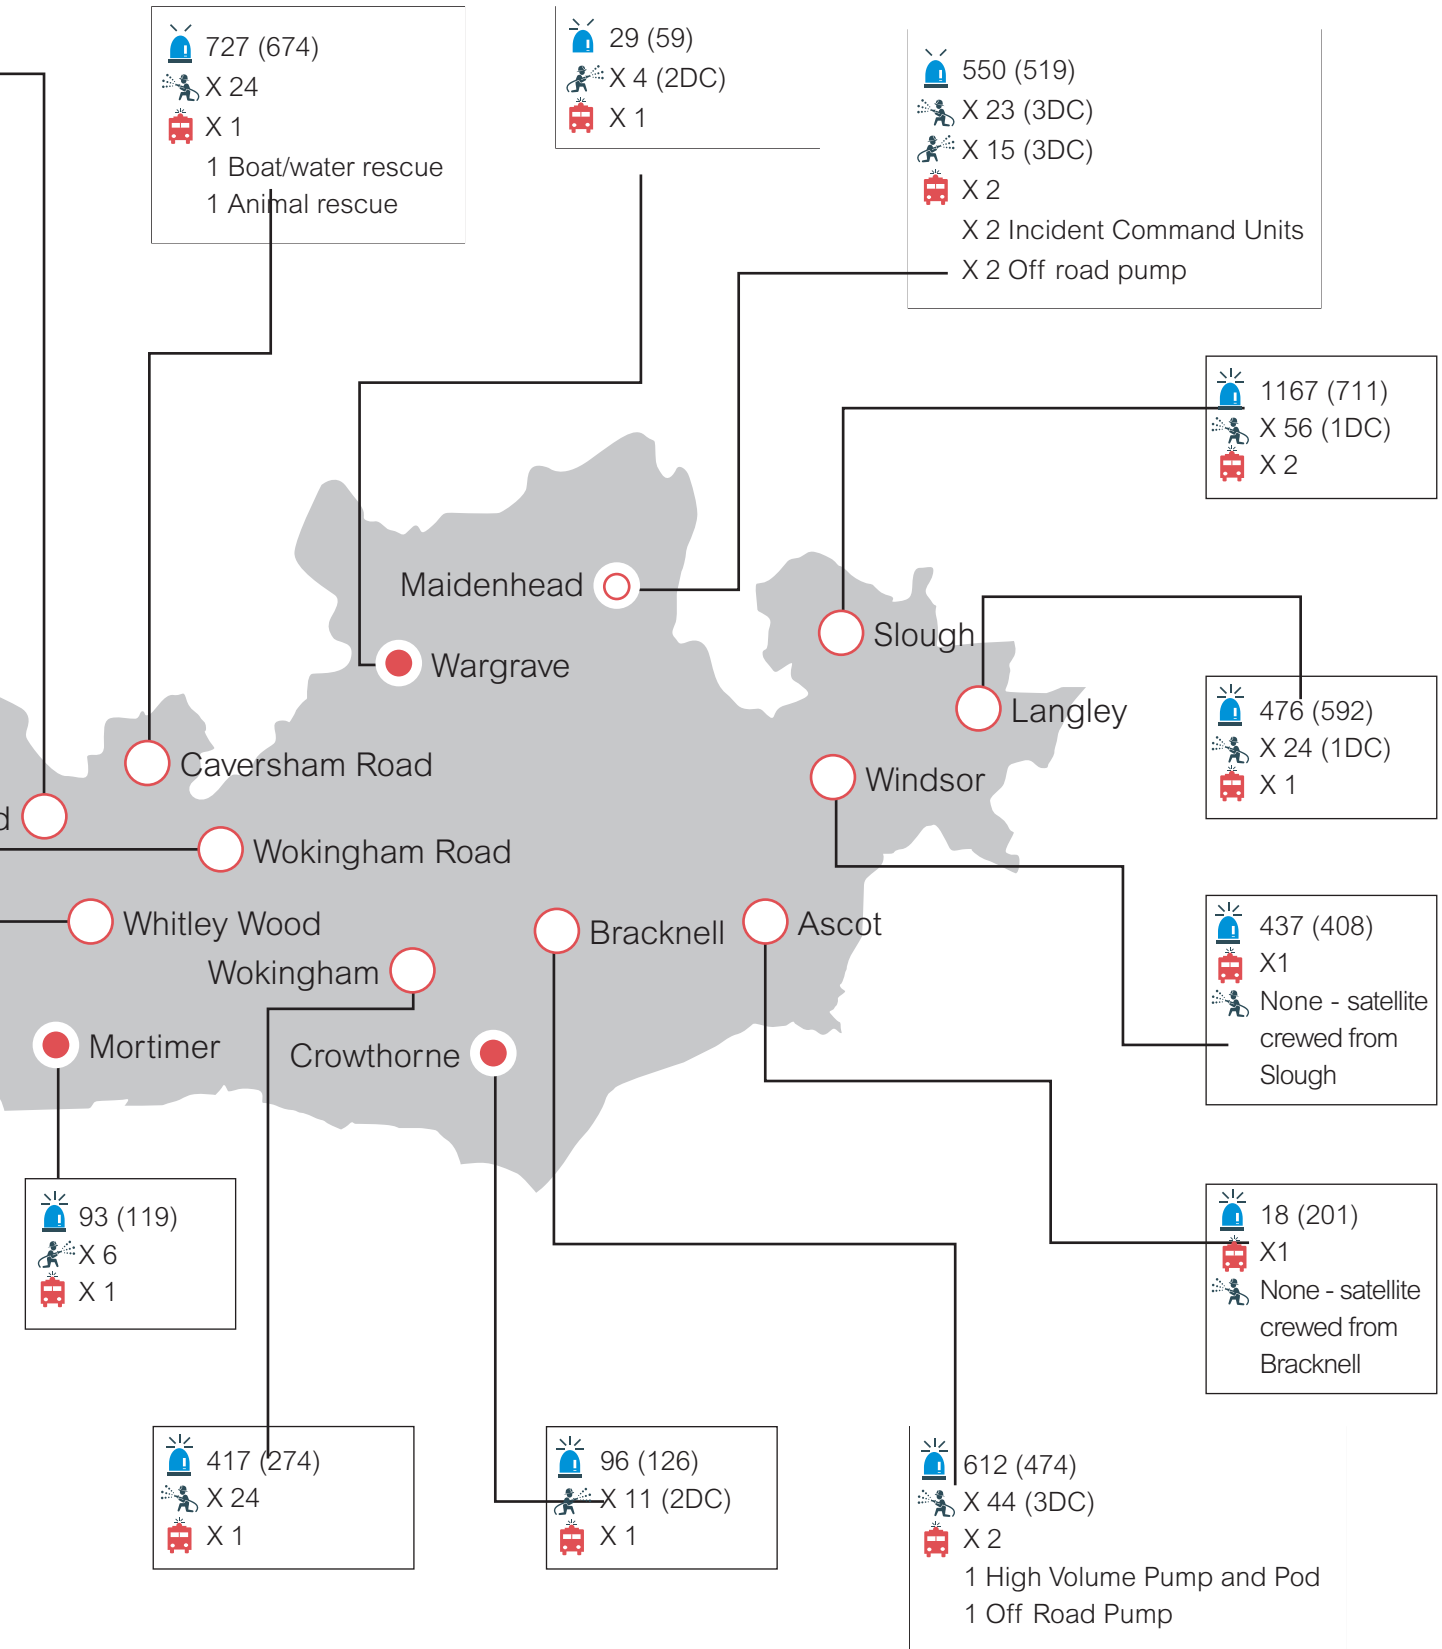 727 (674)
X 24
X 1
1 Boat/water rescue
1 Animal rescue
29 (59)
X 4 (2DC)
X 1
550 (519)
X 23 (3DC)
X 15 (3DC)
X 2
X 2 Incident Command Units
X 2 Off road pump
1167 (711)
X 56 (1DC)
X 2
Maidenhead
Slough
Wargrave
Langley
476 (592)
X 24 (1DC)
X 1
Caversham Road
Windsor
d
Wokingham Road
Whitley Wood
Bracknell
Ascot
437 (408)
X1
None - satellite
crewed from
Slough
Wokingham
Mortimer
Crowthorne
93 (119)
X 6
X 1
18 (201)
X1
None - satellite
crewed from
Bracknell
417 (274)
X 24
X 1
96 (126)
X 11 (2DC)
X 1
612 (474)
X 44 (3DC)
X 2
1 High Volume Pump and Pod
1 Off Road Pump